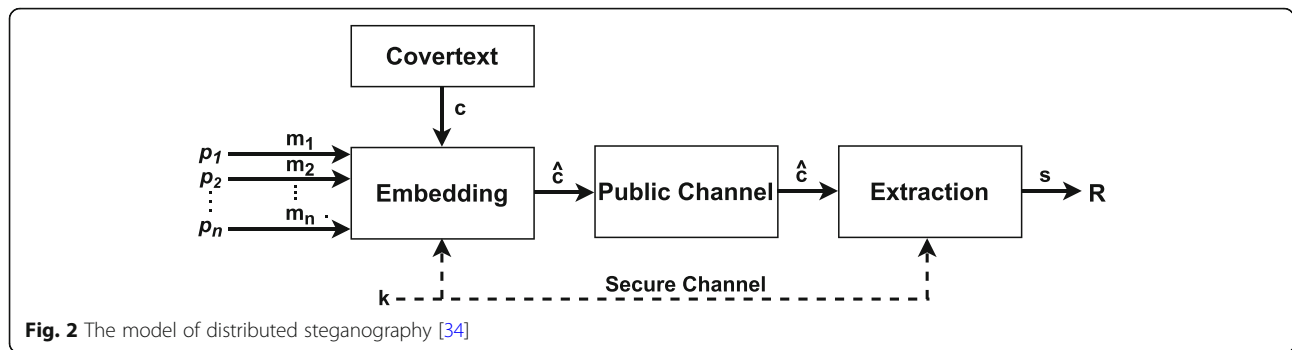 Covertext
c
p1 m1
p2 m2
pn mn
Embedding
ĉ
Public Channel
ĉ
Extraction
s
R
Secure Channel
k
Fig. 2 The model of distributed steganography [34]